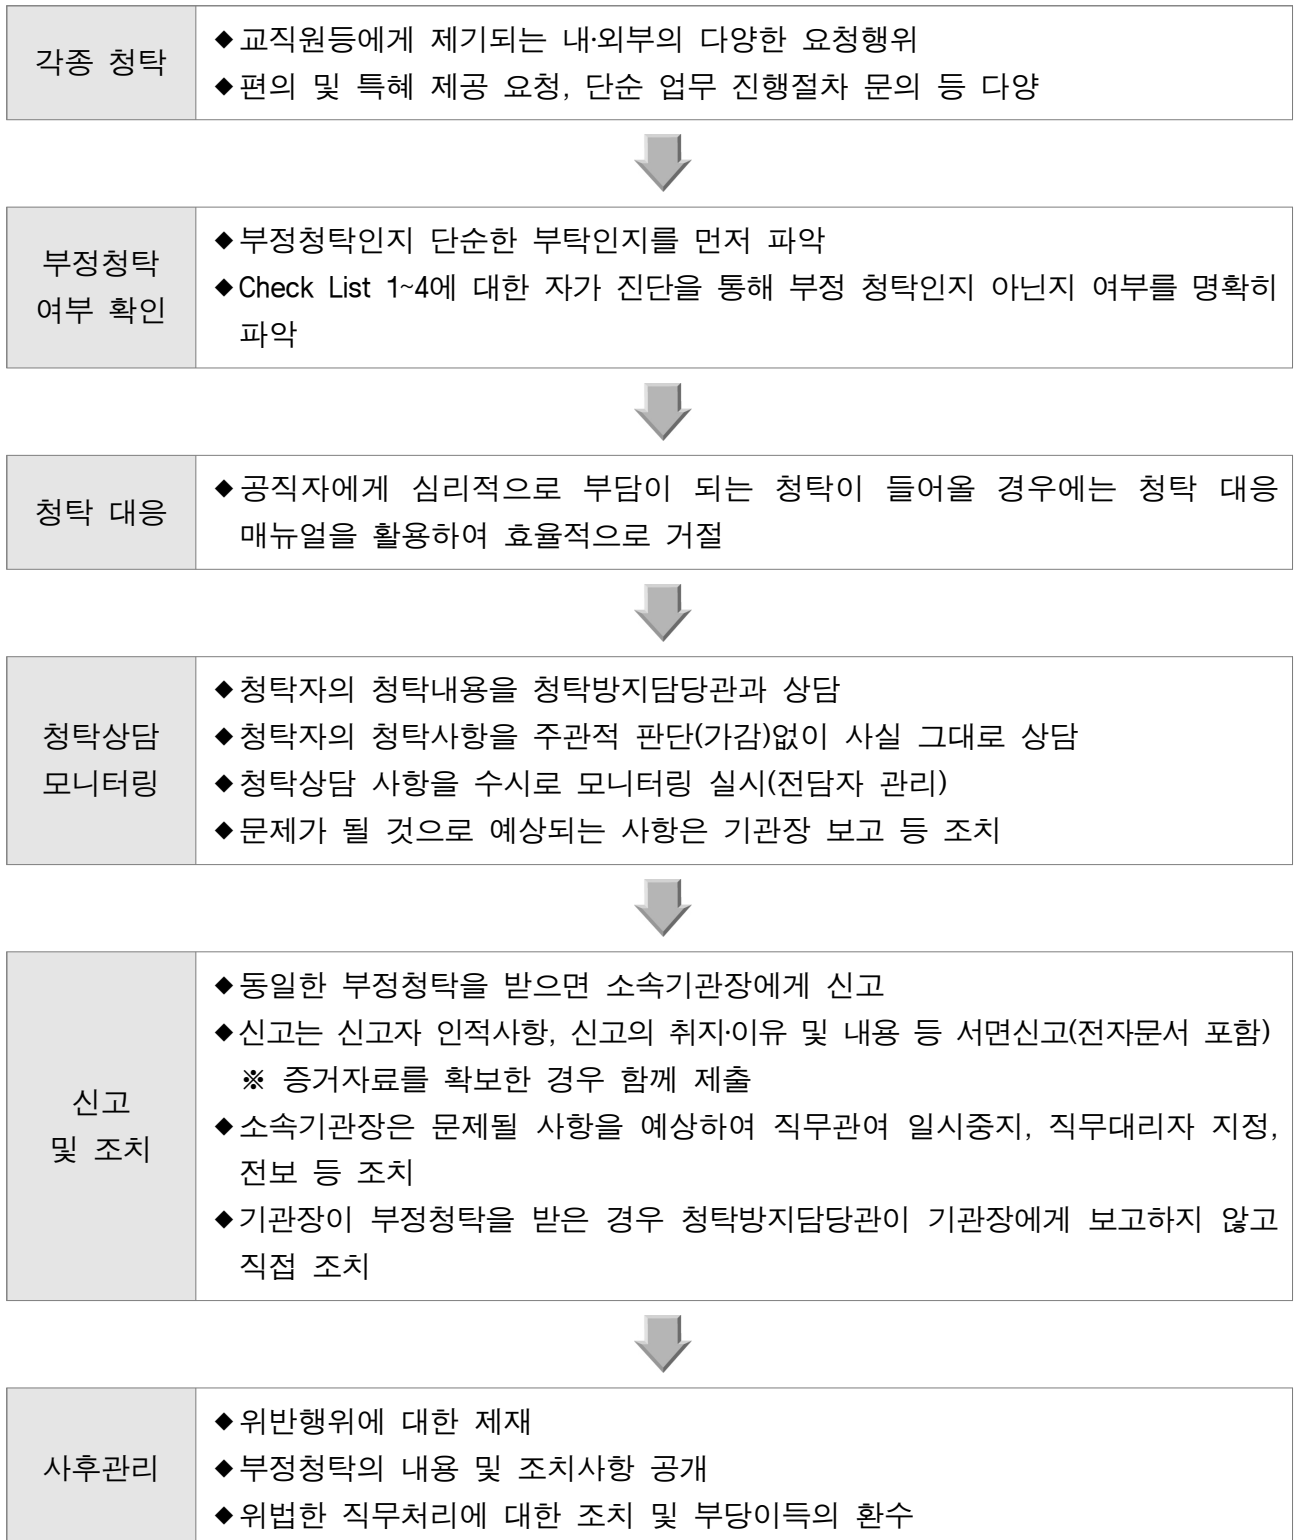 각종 청탁
◆교직원등에게 제기되는 내·외부의 다양한 요청행위
◆편의 및 특혜 제공 요청, 단순 업무 진행절차 문의 등 다양
부정청탁
여부 확인
◆부정청탁인지 단순한 부탁인지를 먼저 파악
◆Check List 1~4에 대한 자가 진단을 통해 부정 청탁인지 아닌지 여부를 명확히
파악
청탁 대응
◆공직자에게 심리적으로 부담이 되는 청탁이 들어올 경우에는 청탁 대응
매뉴얼을 활용하여 효율적으로 거절
청탁상담
모니터링
◆청탁자의 청탁내용을 청탁방지담당관과 상담
◆청탁자의 청탁사항을 주관적 판단(가감)없이 사실 그대로 상담
◆청탁상담 사항을 수시로 모니터링 실시(전담자 관리)
◆문제가 될 것으로 예상되는 사항은 기관장 보고 등 조치
신고
및 조치
◆동일한 부정청탁을 받으면 소속기관장에게 신고
◆신고는 신고자 인적사항, 신고의 취지·이유 및 내용 등 서면신고(전자문서 포함)
※ 증거자료를 확보한 경우 함께 제출
◆소속기관장은 문제될 사항을 예상하여 직무관여 일시중지, 직무대리자 지정,
전보 등 조치
◆기관장이 부정청탁을 받은 경우 청탁방지담당관이 기관장에게 보고하지 않고
직접 조치
사후관리
◆위반행위에 대한 제재
◆부정청탁의 내용 및 조치사항 공개
◆위법한 직무처리에 대한 조치 및 부당이득의 환수